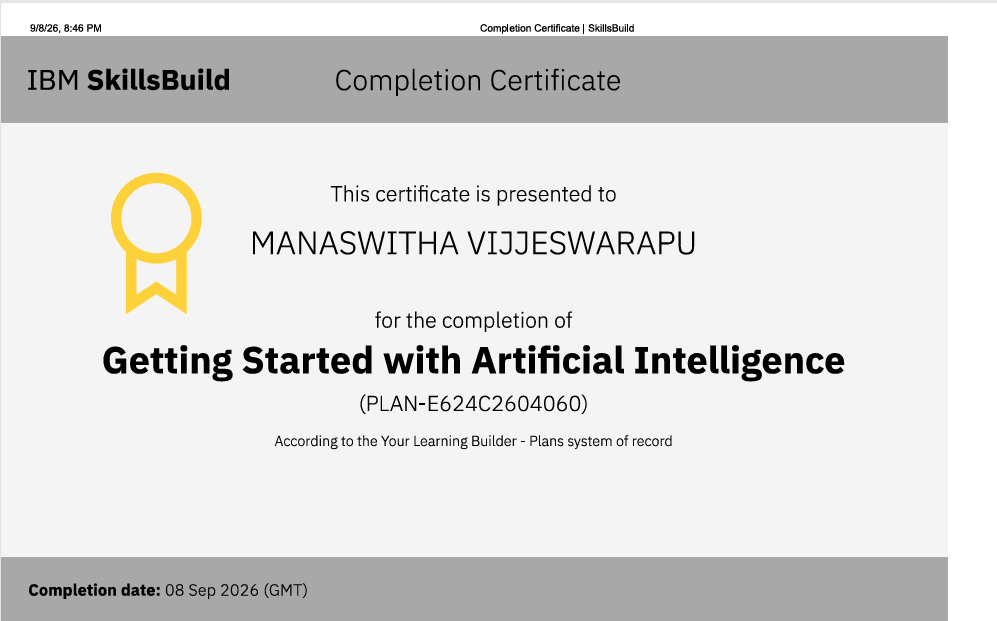 9/8/26, 8:46 PM Completion Certificate | SkillsBuild
IBM SkillsBuild Completion Certificate
This certificate is presented to
MANASWITHA VIJJESWARAPU
for the completion of
Getting Started with Artificial Intelligence
(PLAN-E624C2604060)
According to the Your Learning Builder - Plans system of record
Completion date: 08 Sep 2026 (GMT)